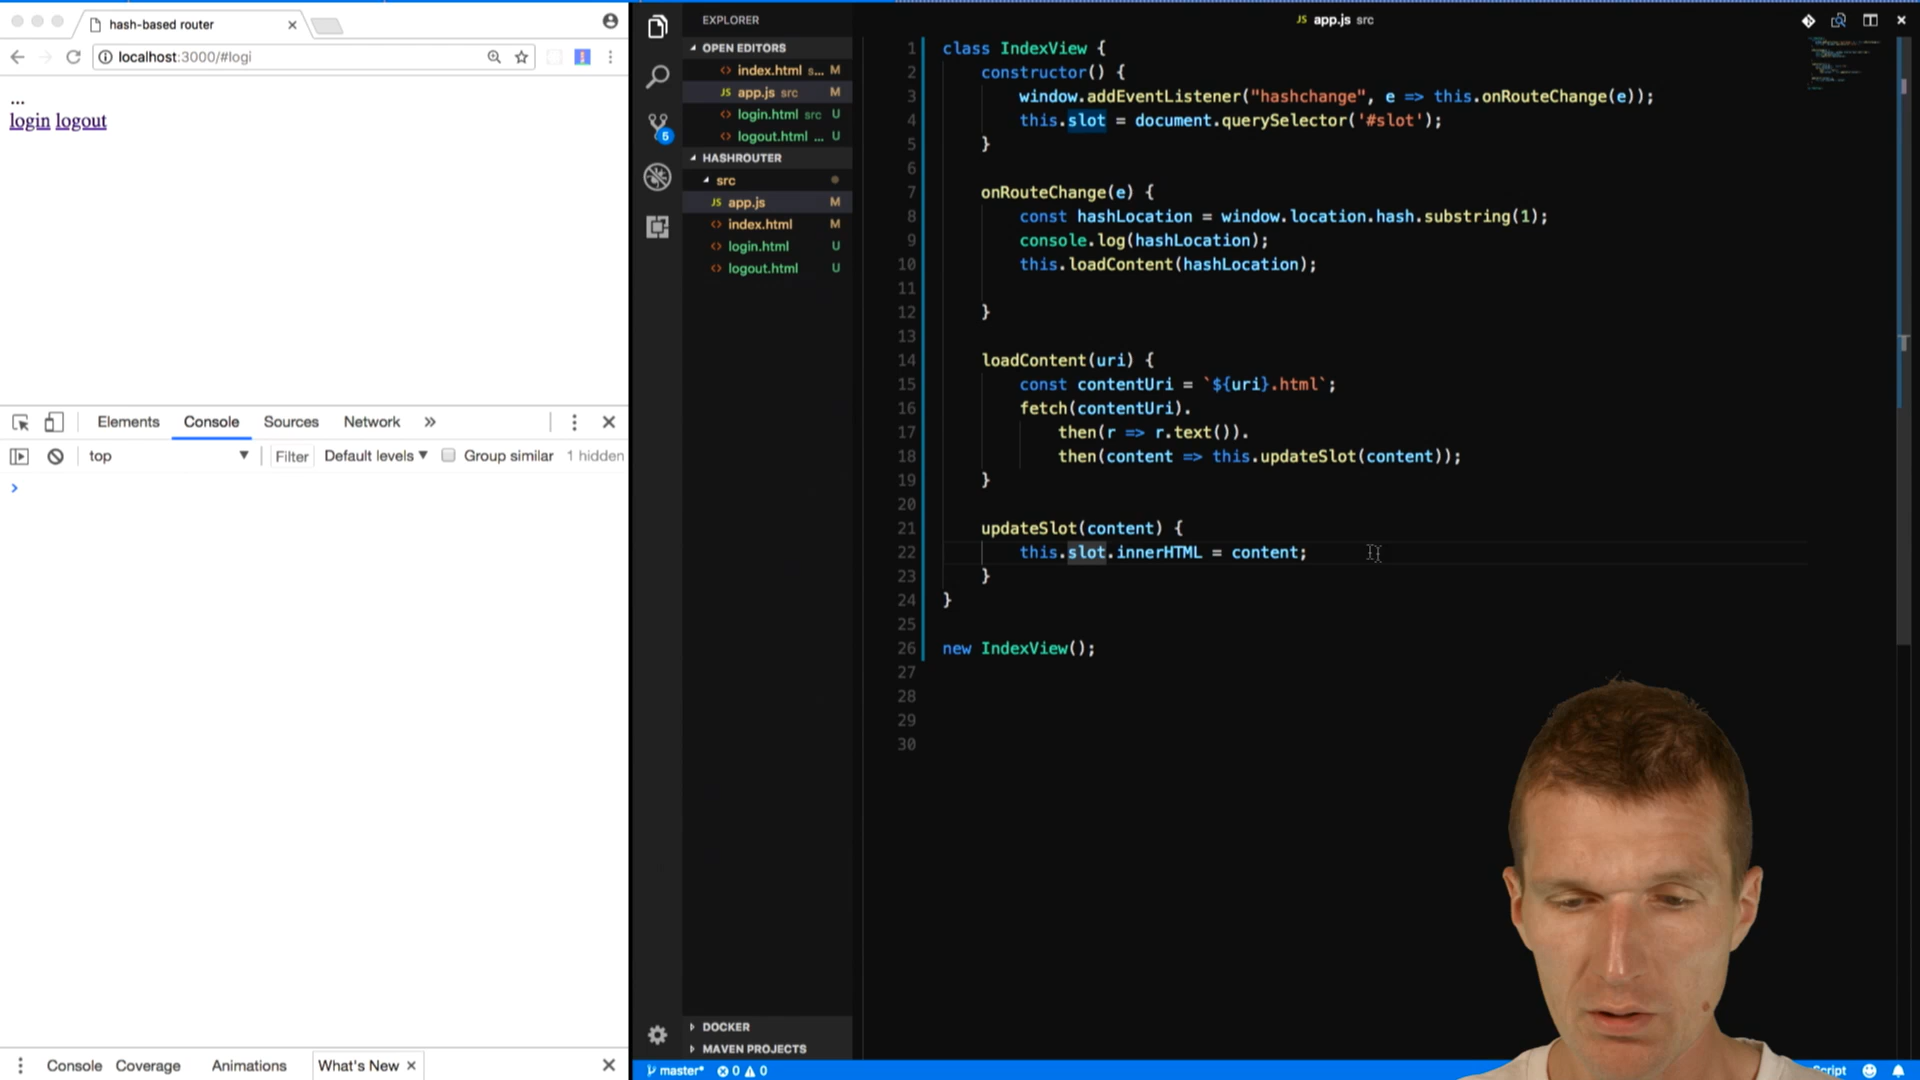 hash-based router
localhost:3000/#logi
...
login logout
Elements Console Sources Network »
top Filter Default levels Group similar 1 hidden
Console Coverage Animations What's New
EXPLORER
OPEN EDITORS
index.html s... M
app.js src M
login.html src U
logout.html ... U
HASHROUTER
src
app.js M
index.html M
login.html U
logout.html U
5
DOCKER
MAVEN PROJECTS
app.js src
1 class IndexView {
2 constructor() {
3 window.addEventListener("hashchange", e => this.onRouteChange(e));
4 this.slot = document.querySelector('#slot');
5 }
6
7 onRouteChange(e) {
8 const hashLocation = window.location.hash.substring(1);
9 console.log(hashLocation);
10 this.loadContent(hashLocation);
11
12 }
13
14 loadContent(uri) {
15 const contentUri = `${uri}.html`;
16 fetch(contentUri).
17 then(r => r.text()).
18 then(content => this.updateSlot(content));
19 }
20
21 updateSlot(content) {
22 this.slot.innerHTML = content;
23 }
24 }
25
26 new IndexView();
27
28
29
30
master* 0 0
Script